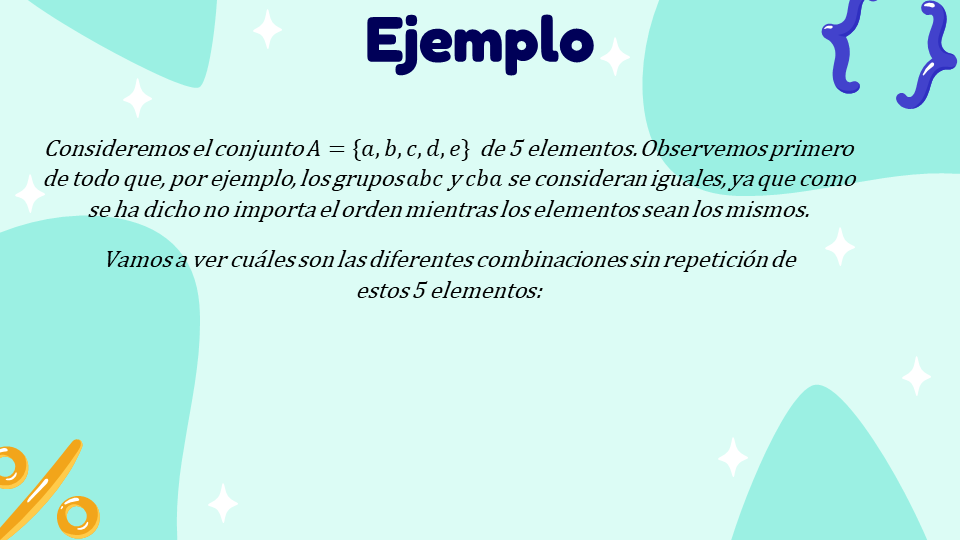 Ejemplo
Consideremos el conjunto A = {a, b, c, d, e} de 5 elementos. Observemos primero
de todo que, por ejemplo, los grupos abc y cba se consideran iguales, ya que como
se ha dicho no importa el orden mientras los elementos sean los mismos.
Vamos a ver cuáles son las diferentes combinaciones sin repetición de
estos 5 elementos: